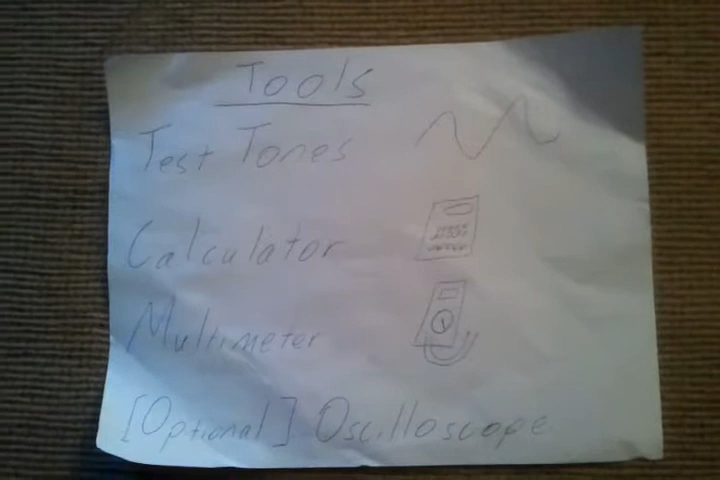 Tools
Test Tones
Calculator
Multimeter
[Optional] Oscilloscope